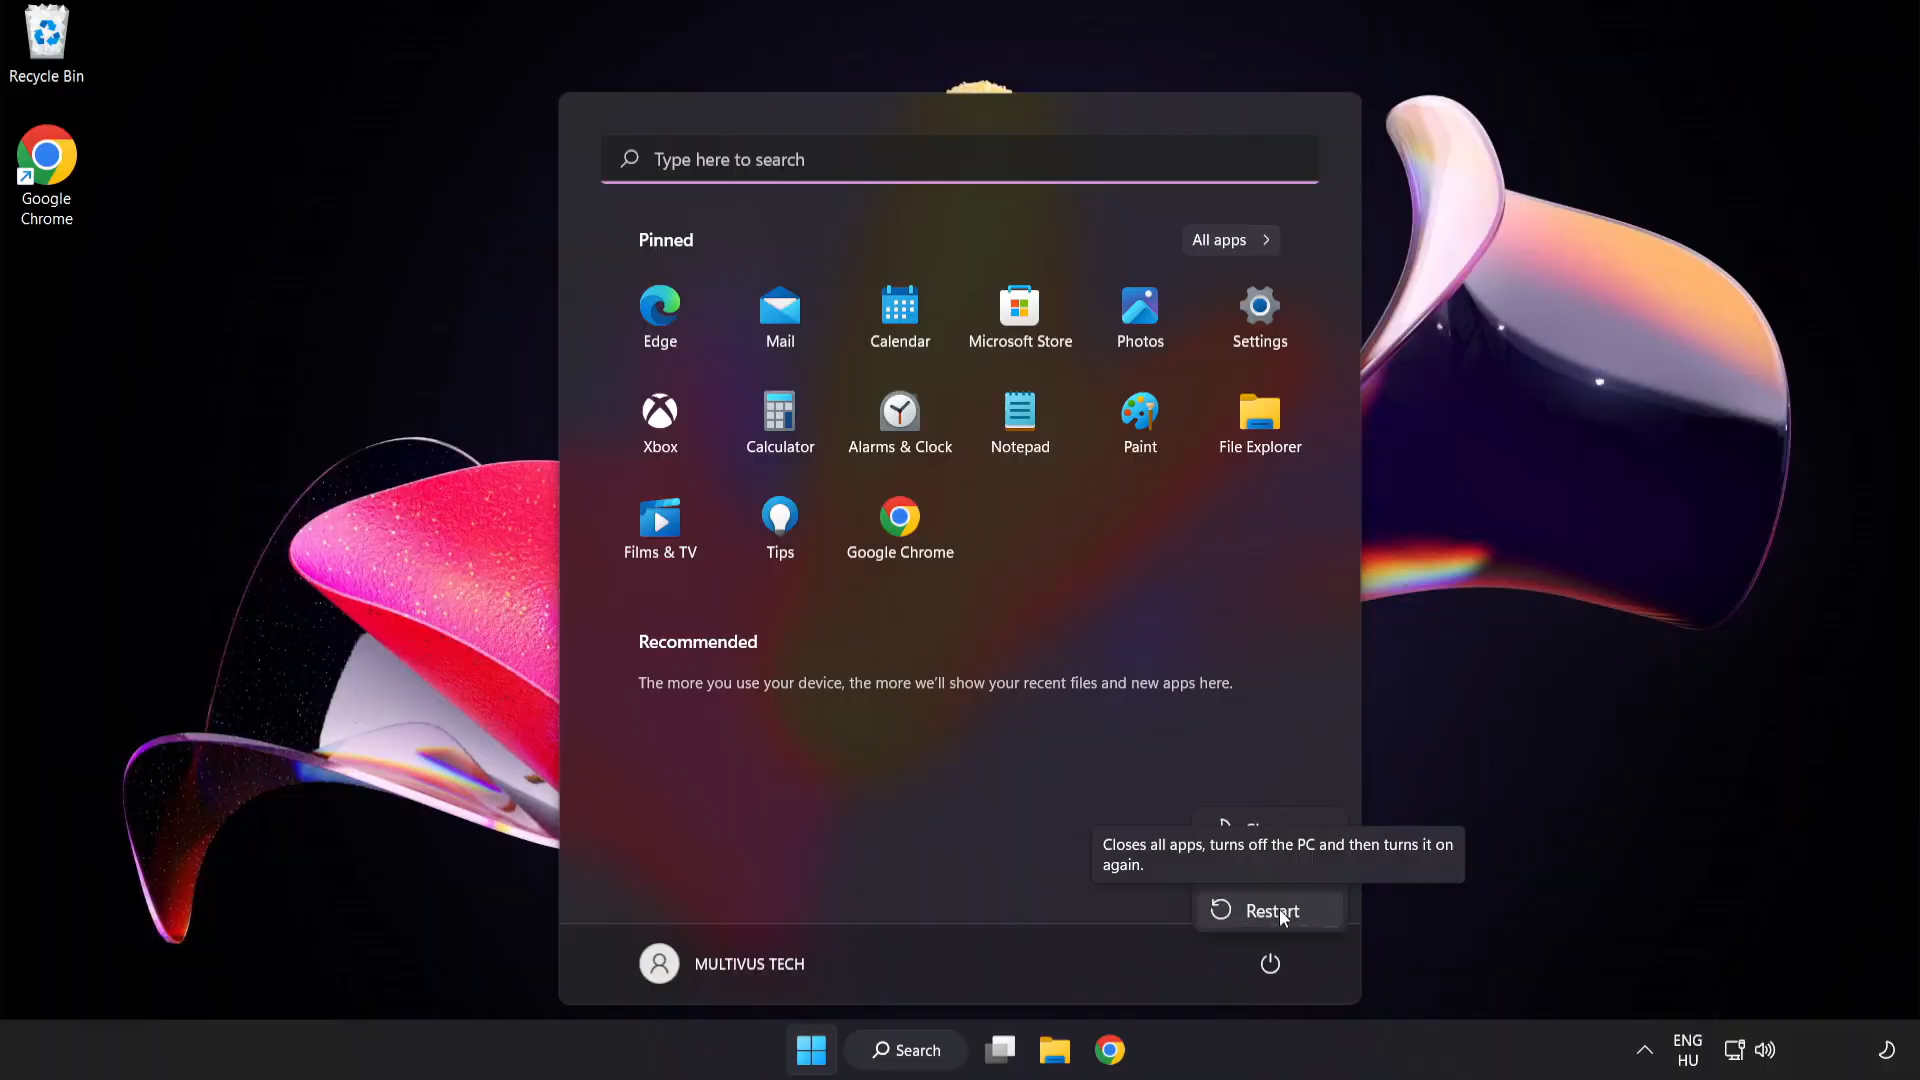 Recycle Bin
Google
Chrome
Type here to search
Pinned
All apps
Edge
Mail
Calendar
Microsoft Store
Photos
Settings
Xbox
Calculator
Alarms & Clock
Notepad
Paint
File Explorer
Films & TV
Tips
Google Chrome
Recommended
The more you use your device, the more we'll show your recent files and new apps here.
Closes all apps, turns off the PC and then turns it on
again.
Restart
MULTIVUS TECH
Search
ENG
HU